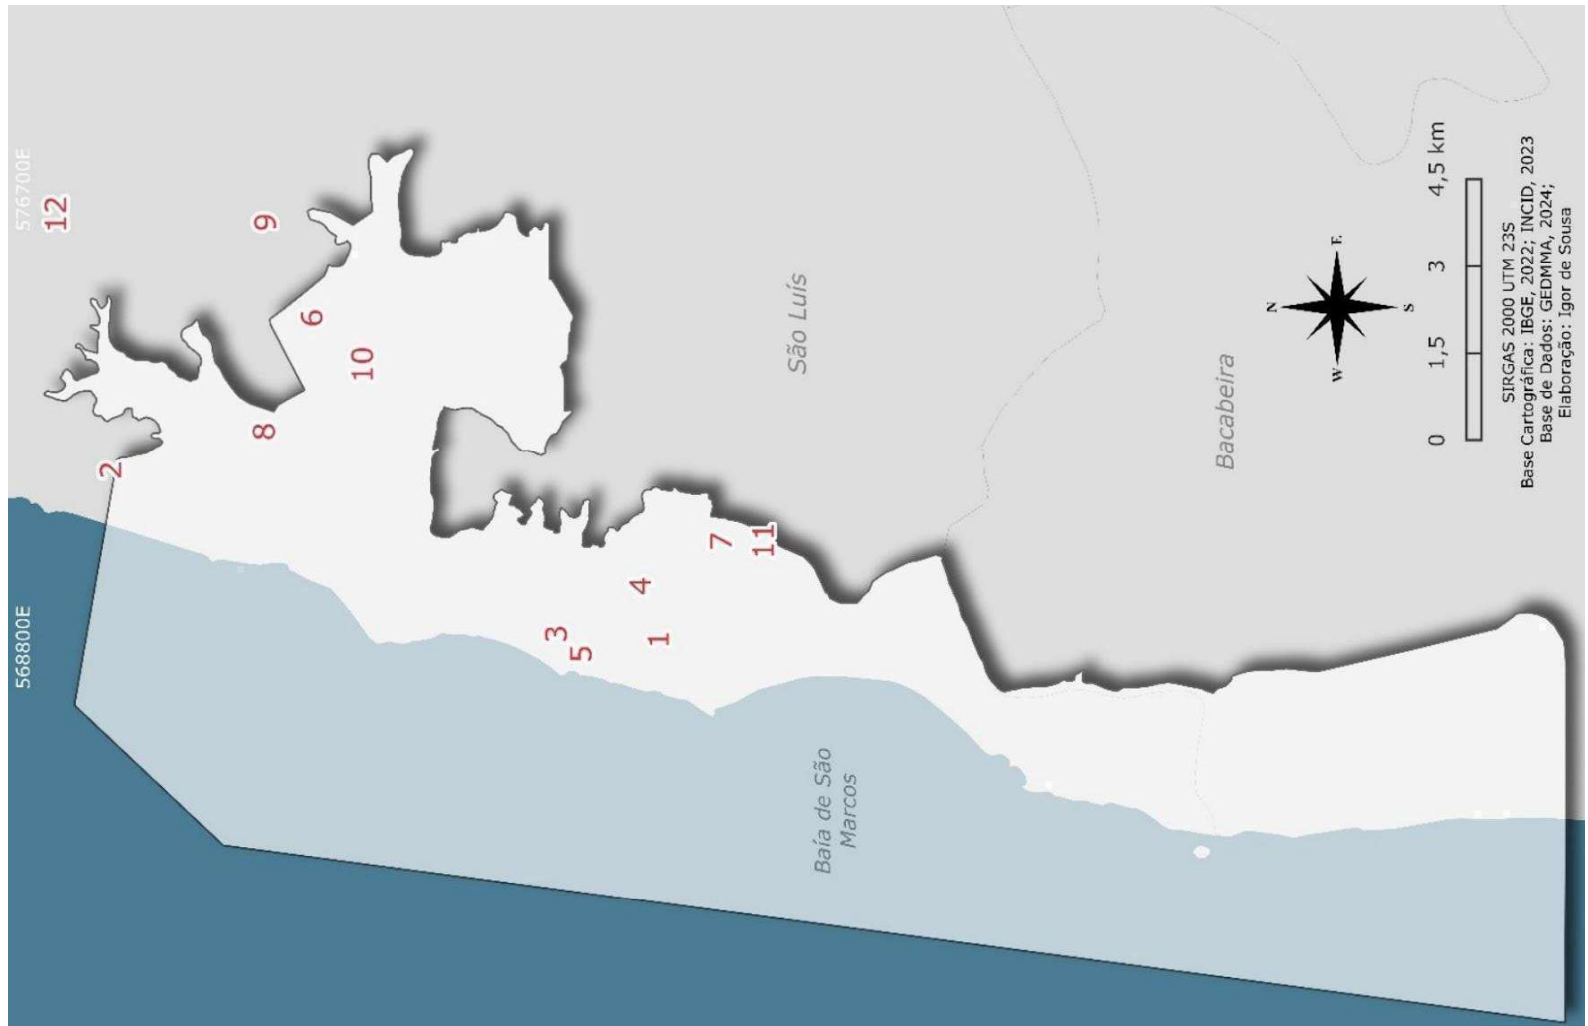 568800E
576700E
12
9
2
8
6
10
3
5
4
1
7
11
São Luís
Baía de São
Marcos
Bacabeira
N
W
E
S
0
1,5
3
4,5 km
SIRGAS 2000 UTM 23S
Base Cartográfica: IBGE, 2022; INCID, 2023
Base de Dados: GEDMMA, 2024;
Elaboração: Igor de Sousa